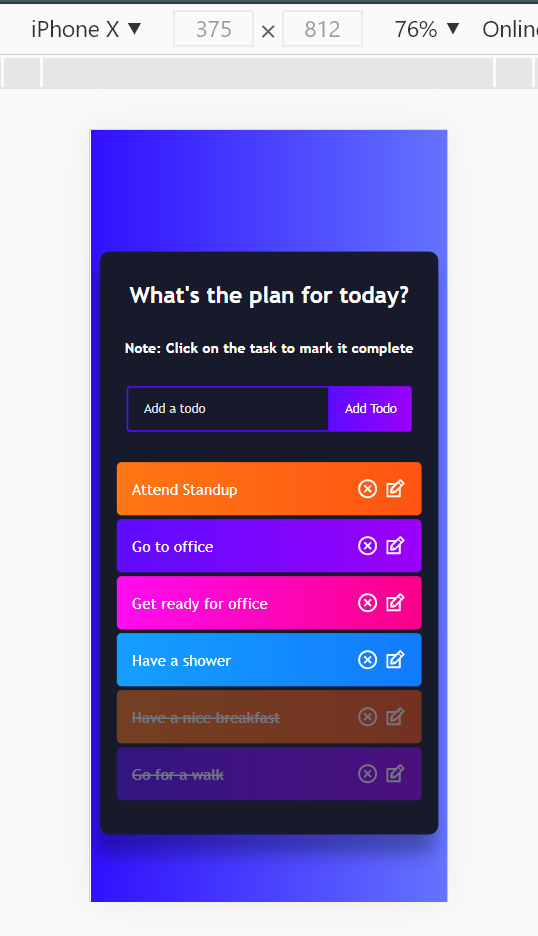 iPhone X ▼ 375 × 812 76% ▼ Onlin
What's the plan for today?
Note: Click on the task to mark it complete
Add a todo Add Todo
Attend Standup
Go to office
Get ready for office
Have a shower
Have a nice breakfast
Go for a walk